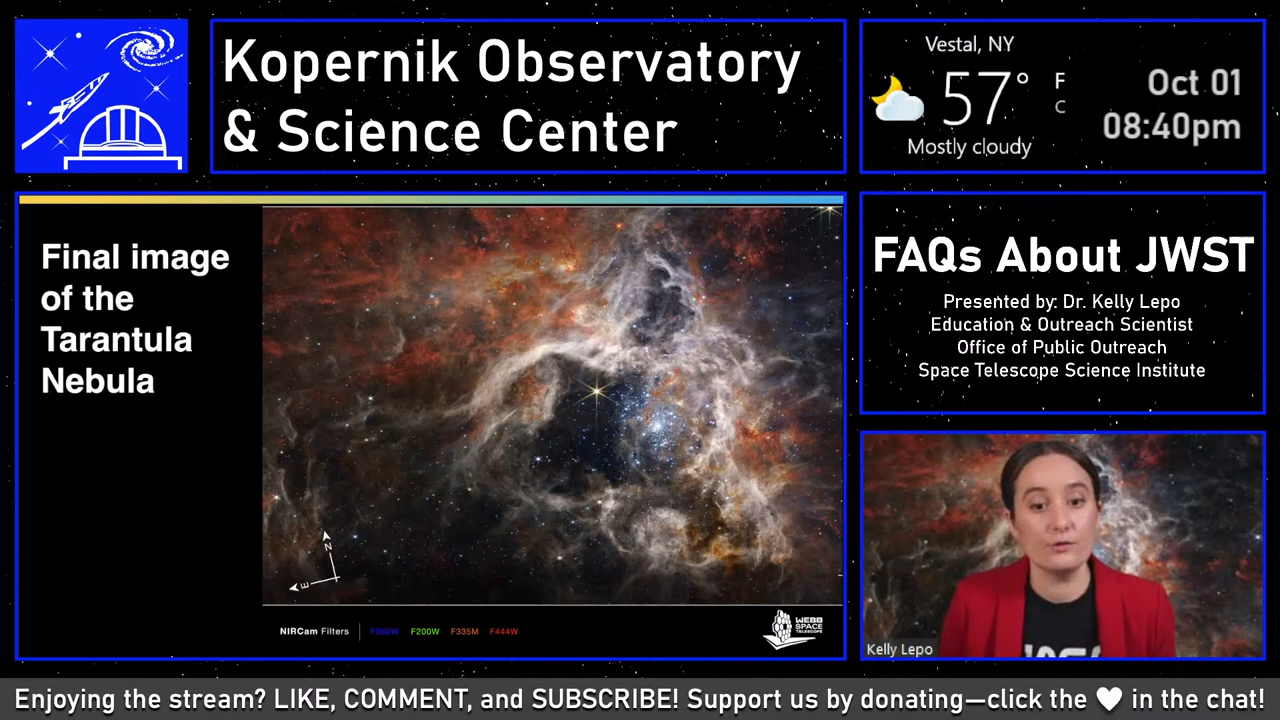 Kopernik Observatory
& Science Center
Vestal, NY
57° F
C
Mostly cloudy
Oct 01
08:40pm
Final image
of the
Tarantula
Nebula
N
E
NIRCam Filters F090W F200W F335M F444W
WEBB
SPACE
TELESCOPE
FAQs About JWST
Presented by: Dr. Kelly Lepo
Education & Outreach Scientist
Office of Public Outreach
Space Telescope Science Institute
Kelly Lepo
Enjoying the stream? LIKE, COMMENT, and SUBSCRIBE! Support us by donating—click the ♥ in the chat!